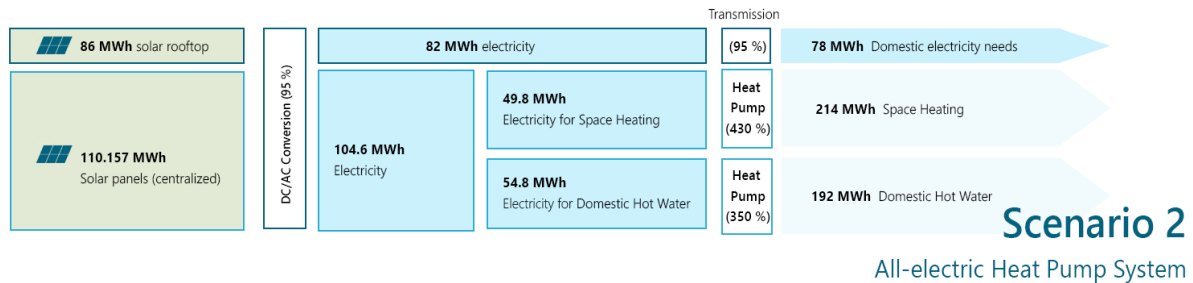 Transmission
86 MWh solar rooftop
DC/AC Conversion (95 %)
82 MWh electricity
(95 %)
78 MWh Domestic electricity needs
110.157 MWh
Solar panels (centralized)
104.6 MWh
Electricity
49.8 MWh
Electricity for Space Heating
Heat
Pump
(430 %)
214 MWh Space Heating
54.8 MWh
Electricity for Domestic Hot Water
Heat
Pump
(350 %)
192 MWh Domestic Hot Water
Scenario 2
All-electric Heat Pump System